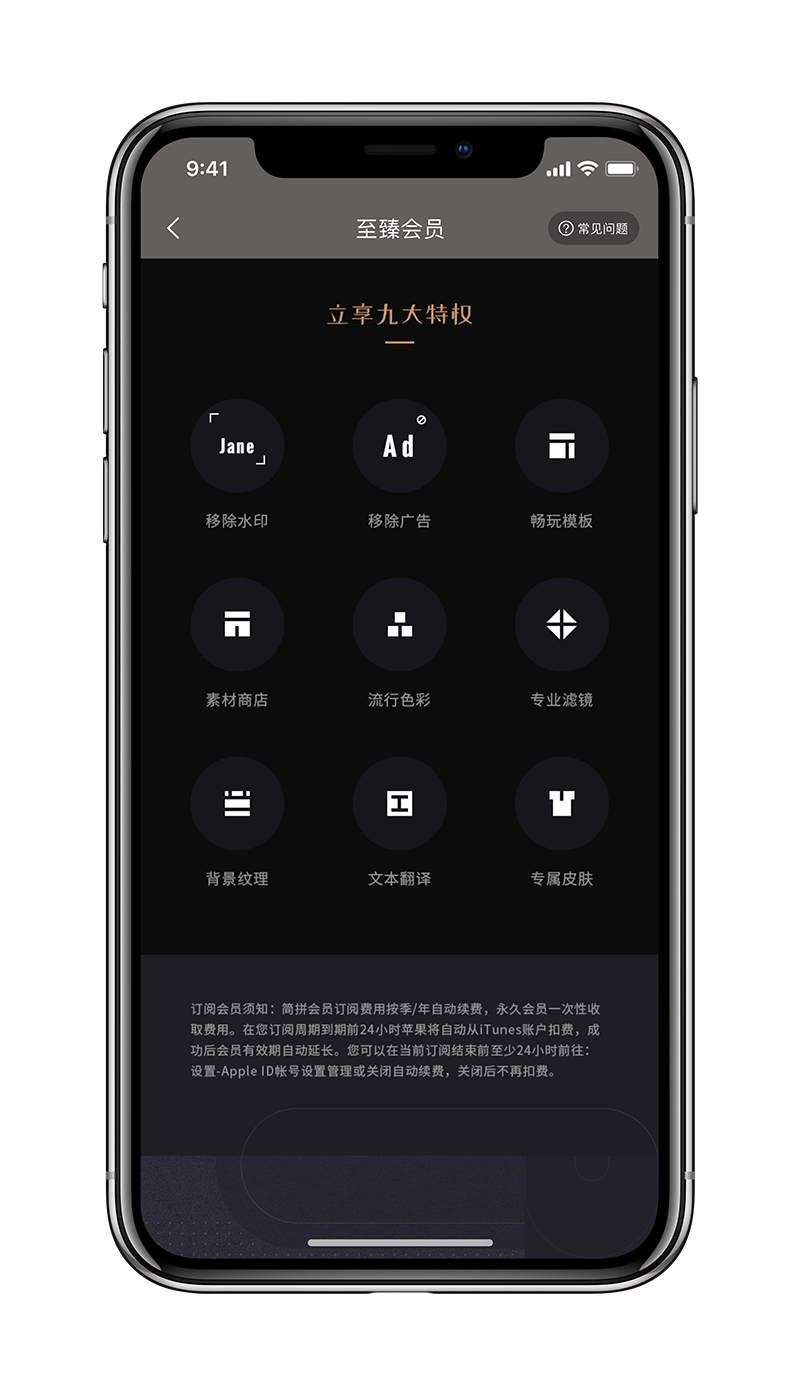 9:41
至臻会员
常见问题
立享九大特权
Jane
Ad
移除水印
移除广告
畅玩模板
素材商店
流行色彩
专业滤镜
背景纹理
文本翻译
专属皮肤
订阅会员须知：简拼会员订阅费用按季/年自动续费，永久会员一次性收
取费用。在您订阅周期到期前24小时苹果将自动从iTunes账户扣费，成
功后会员有效期自动延长。您可以在当前订阅结束前至少24小时前往：
设置-Apple ID帐号设置管理或关闭自动续费，关闭后不再扣费。